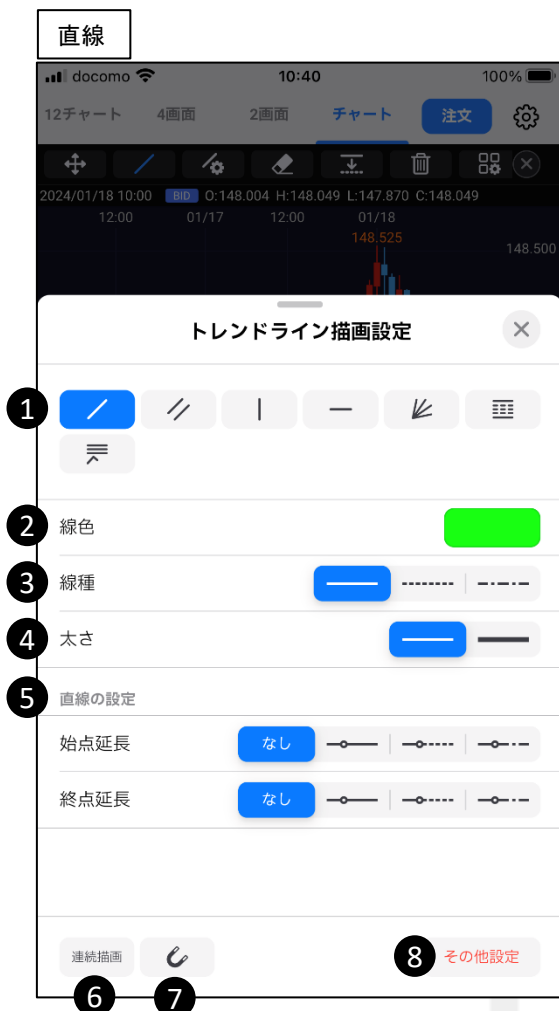 直線
docomo 10:40 100%
12チャート 4画面 2画面 チャート 注文
2024/01/18 10:00 BID O:148.004 H:148.049 L:147.870 C:148.049
12:00 01/17 12:00 01/18
148.525
148.500
トレンドライン描画設定
1
2 線色
3 線種
4 太さ
5 直線の設定
始点延長 なし
終点延長 なし
連続描画 8 その他設定
6 7